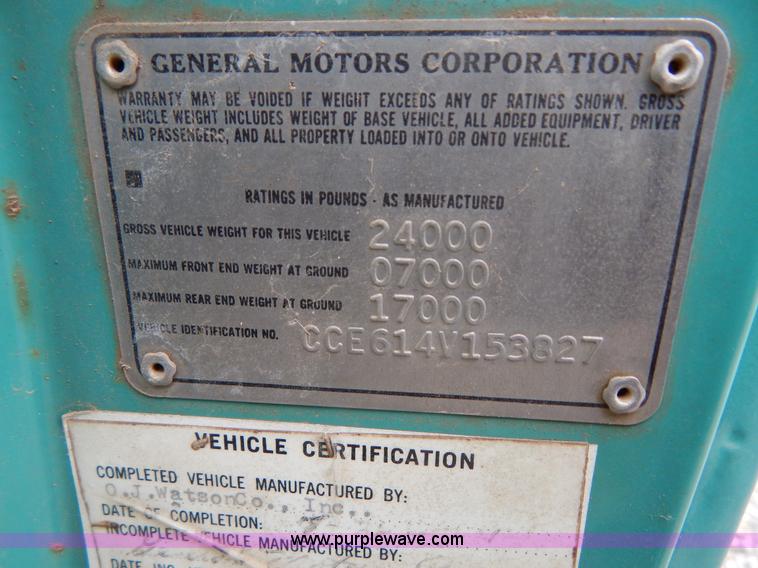 GENERAL MOTORS CORPORATION
WARRANTY MAY BE VOIDED IF WEIGHT EXCEEDS ANY OF RATINGS SHOWN. GROSS
VEHICLE WEIGHT INCLUDES WEIGHT OF BASE VEHICLE, ALL ADDED EQUIPMENT, DRIVER
AND PASSENGERS, AND ALL PROPERTY LOADED INTO OR ONTO VEHICLE.
RATINGS IN POUNDS - AS MANUFACTURED
GROSS VEHICLE WEIGHT FOR THIS VEHICLE 24000
MAXIMUM FRONT END WEIGHT AT GROUND 07000
MAXIMUM REAR END WEIGHT AT GROUND 17000
VEHICLE IDENTIFICATION NO. CCE614V153827
VEHICLE CERTIFICATION
COMPLETED VEHICLE MANUFACTURED BY:
O.J.WatsonCo., Inc..
DATE OF COMPLETION:
INCOMPLETE VEHICLE MANUFACTURED BY:
www.purplewave.com
DATE INC